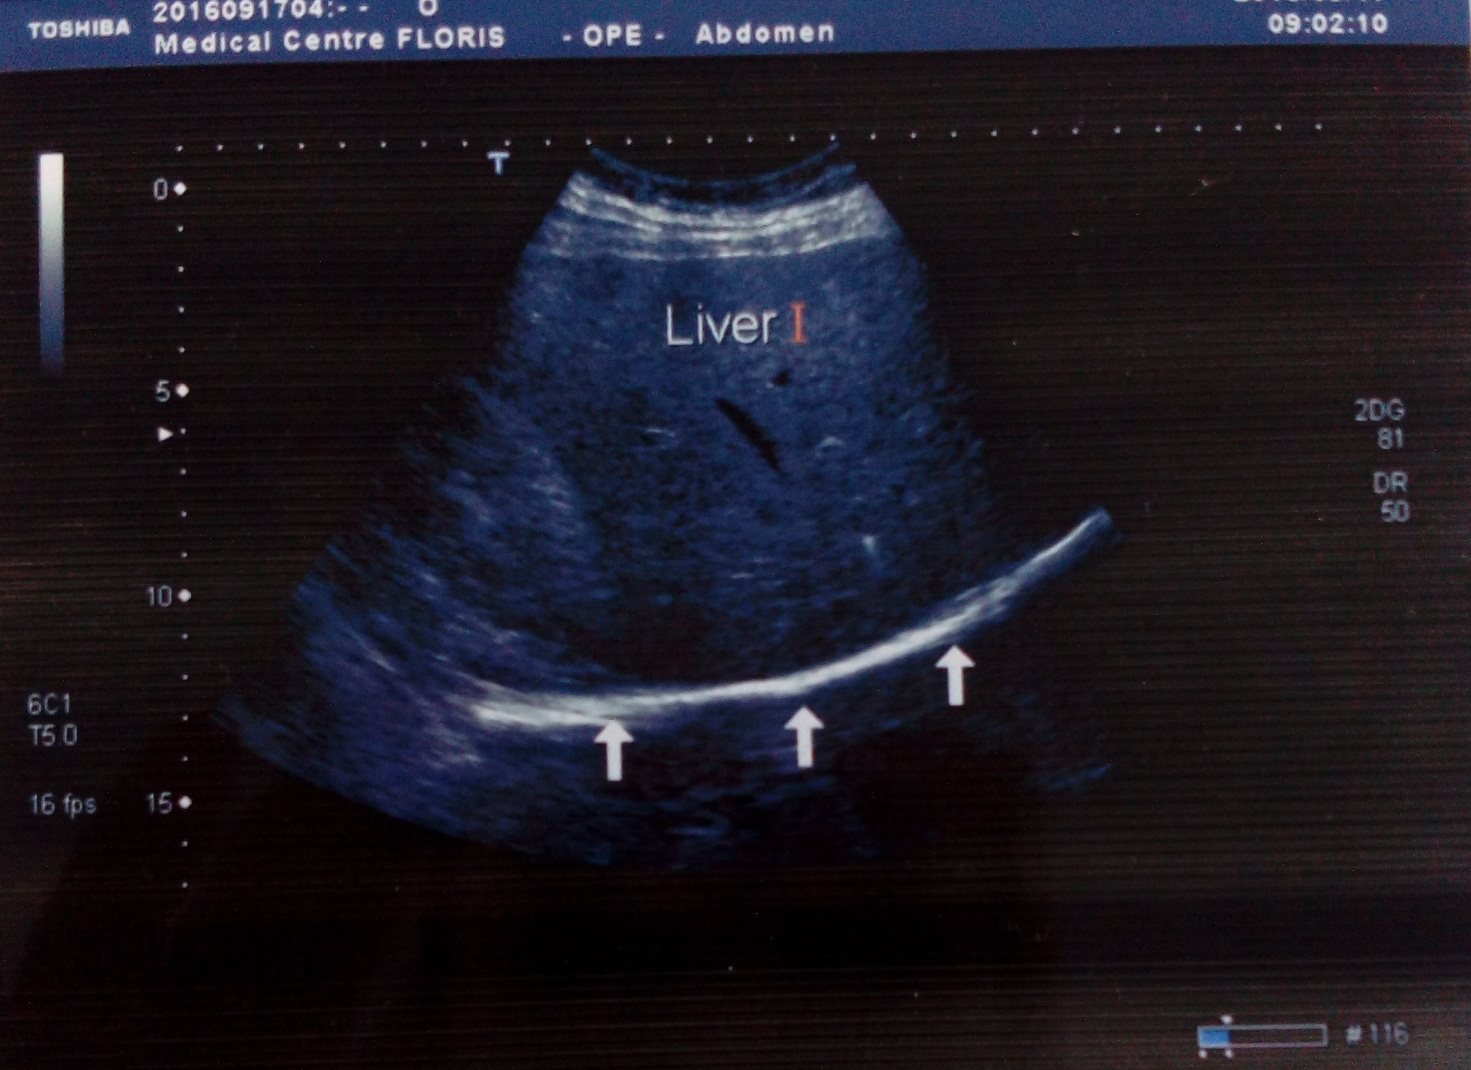 TOSHIBA
2016091704:- -
Medical Centre FLORIS - OPE - Abdomen
09:02:10
T
0
Liver I
5
2DG
81
DR
50
10
6C1
T5.0
16 fps
15
# 116